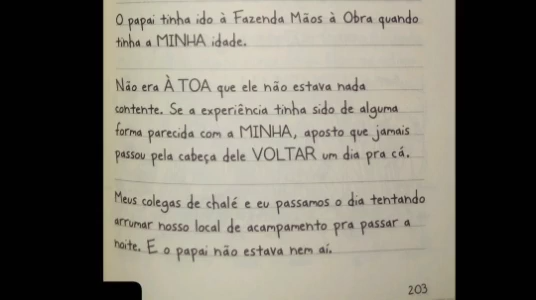 O papai tinha ido à Fazenda Mãos à Obra quando
tinha a MINHA idade.
Não era À TOA que ele não estava nada
contente. Se a experiência tinha sido de alguma
forma parecida com a MINHA, aposto que jamais
passou pela cabeça dele VOLTAR um dia pra cá.
Meus colegas de chalé e eu passamos o dia tentando
arrumar nosso local de acampamento pra passar a
noite. E o papai não estava nem aí.
203